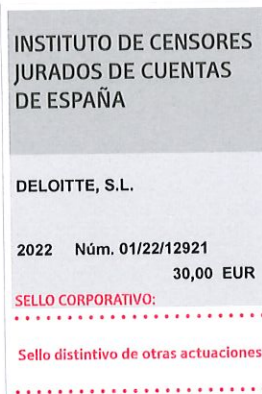 INSTITUTO DE CENSORES
JURADOS DE CUENTAS
DE ESPAÑA
DELOITTE, S.L.
2022 Núm. 01/22/12921
30,00 EUR
SELLO CORPORATIVO:
Sello distintivo de otras actuaciones